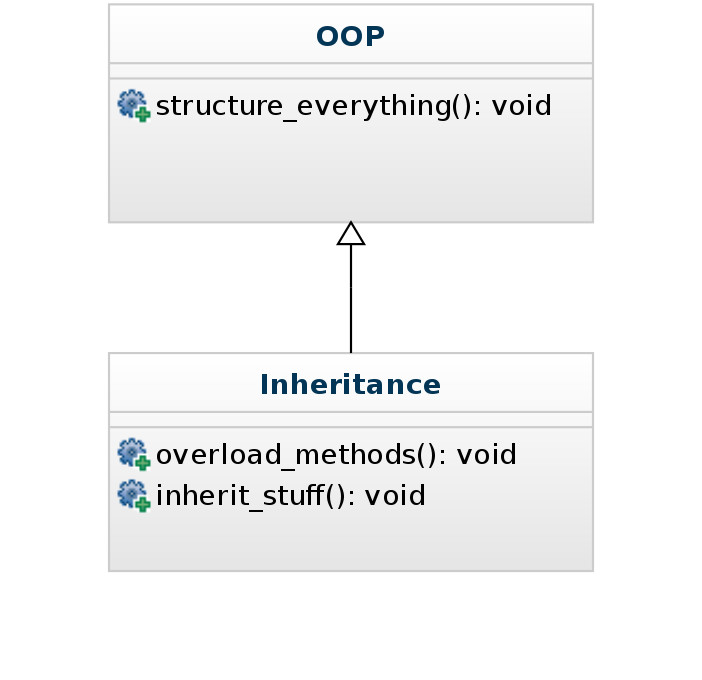 OOP
structure_everything(): void
Inheritance
overload_methods(): void
inherit_stuff(): void